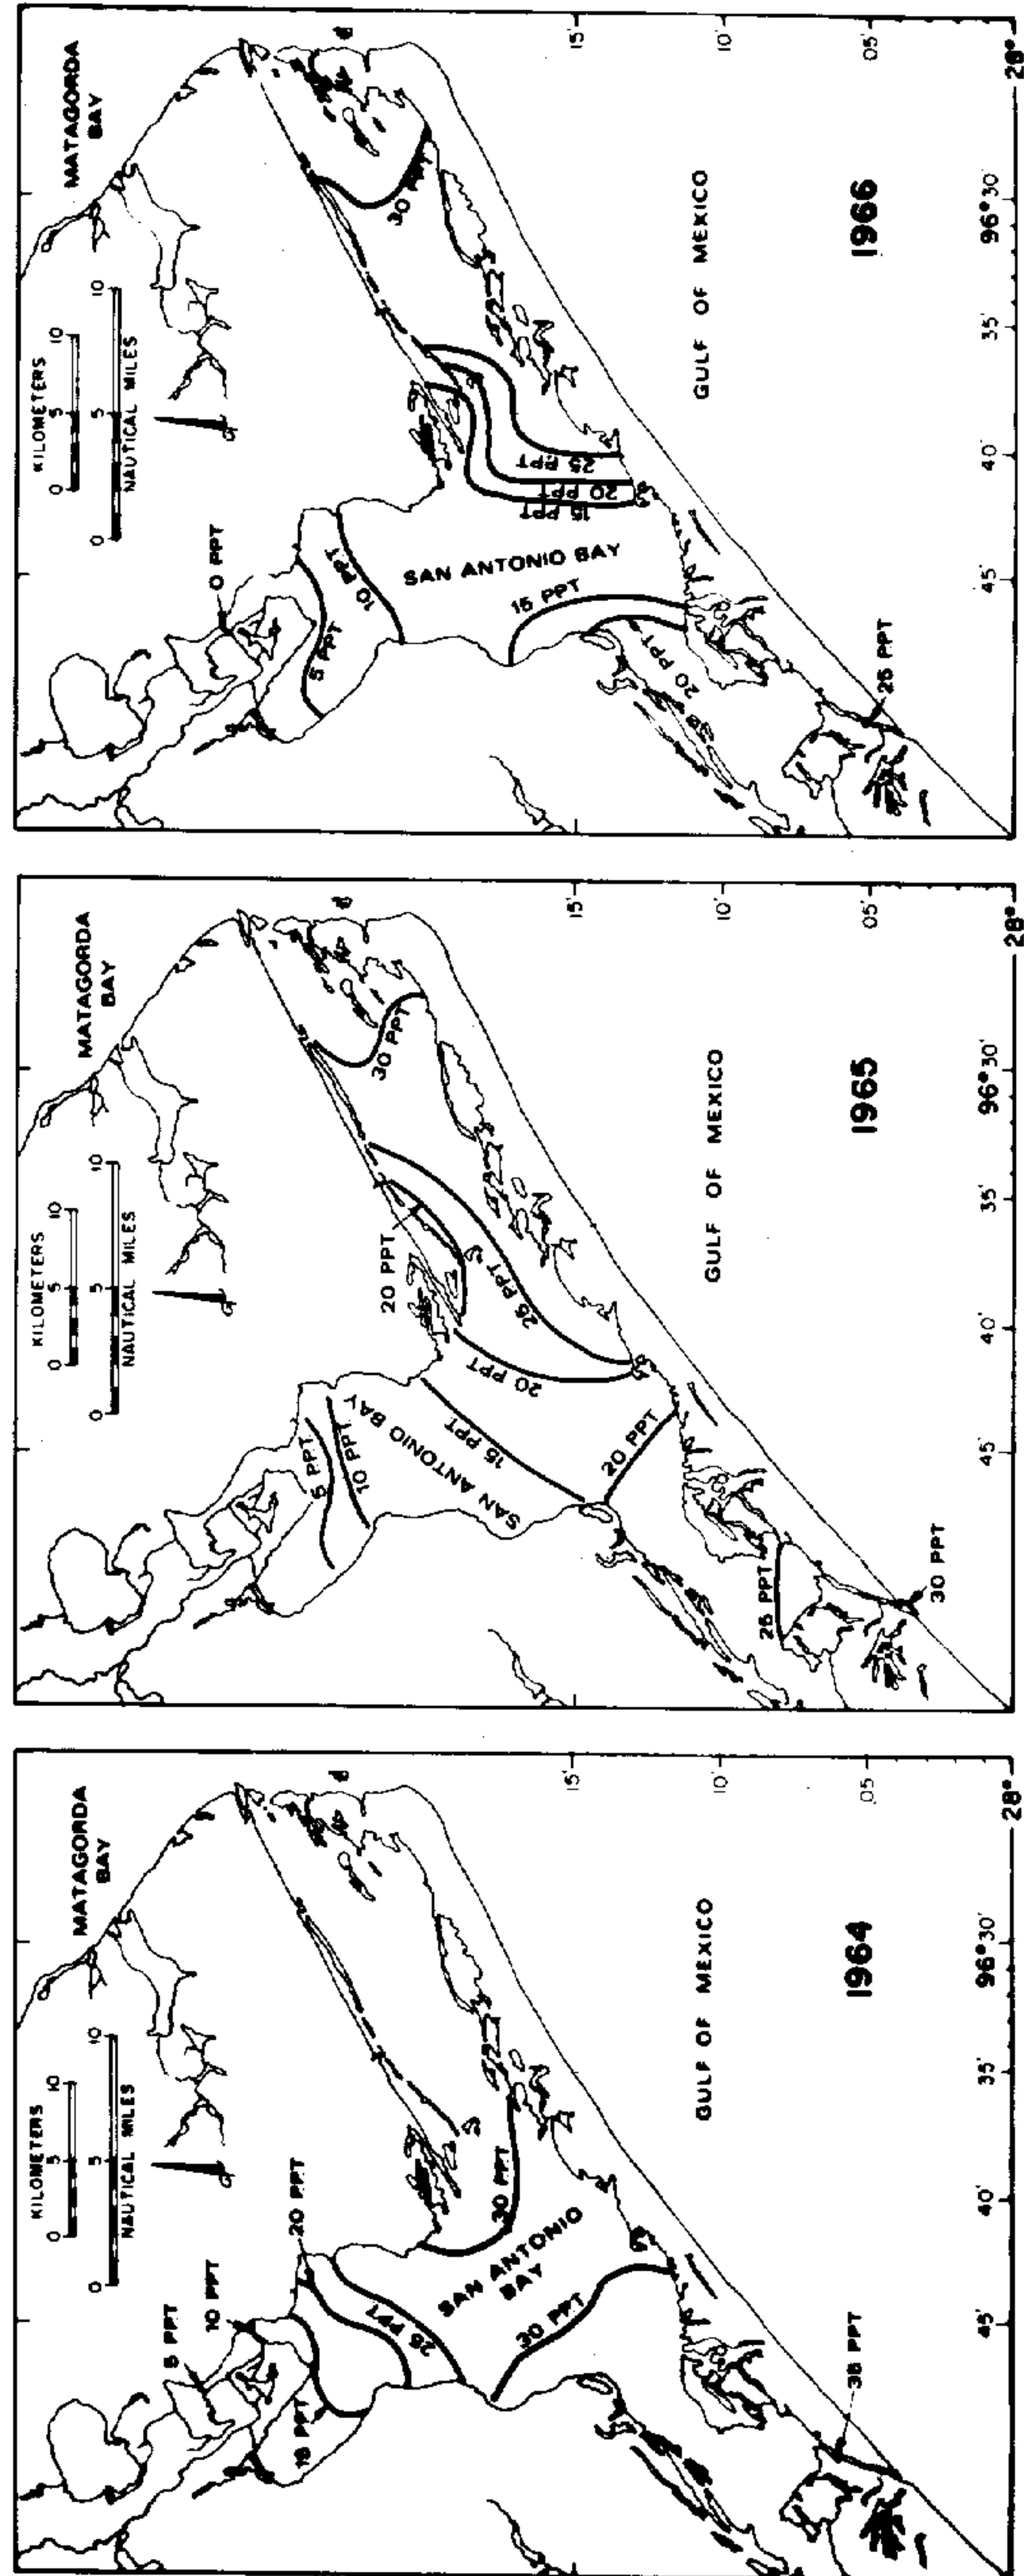 KILOMETERS
0 5 10
0 5 10
NAUTICAL MILES
MATAGORDA
BAY
5 PPT
10 PPT
20 PPT
15 PPT
25 PPT
30 PPT
SAN ANTONIO
BAY
30 PPT
GULF OF MEXICO
35 PPT
1964
15'
10'
05'
28°
45'
40'
35'
96°30'
KILOMETERS
0 5 10
0 5 10
NAUTICAL MILES
MATAGORDA
BAY
5 PPT
10 PPT
SAN ANTONIO BAY
15 PPT
20 PPT
20 PPT
25 PPT
30 PPT
20 PPT
25 PPT
30 PPT
GULF OF MEXICO
1965
15'
10'
05'
28°
45'
40'
35'
96°30'
KILOMETERS
0 5 10
0 5 10
NAUTICAL MILES
MATAGORDA
BAY
0 PPT
5 PPT
10 PPT
SAN ANTONIO BAY
15 PPT
20 PPT
25 PPT
30 PPT
15 PPT
20 PPT
25 PPT
GULF OF MEXICO
1966
15'
10'
05'
28°
45'
40'
35'
96°30'